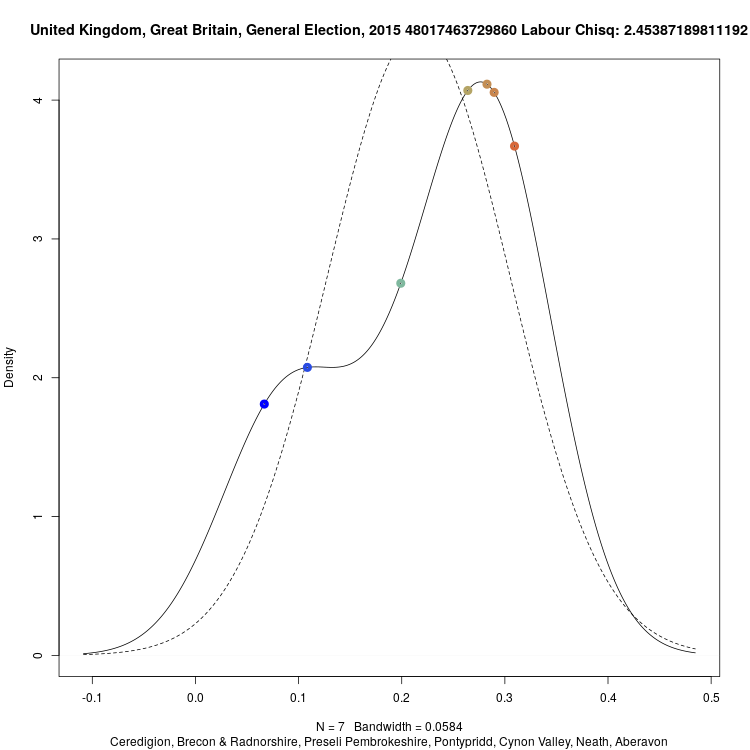 United Kingdom, Great Britain, General Election, 2015 48017463729860 Labour Chisq: 2.45387189811192
Density
4
3
2
1
0
-0.1 0.0 0.1 0.2 0.3 0.4 0.5
N = 7 Bandwidth = 0.0584
Ceredigion, Brecon & Radnorshire, Preseli Pembrokeshire, Pontypridd, Cynon Valley, Neath, Aberavon